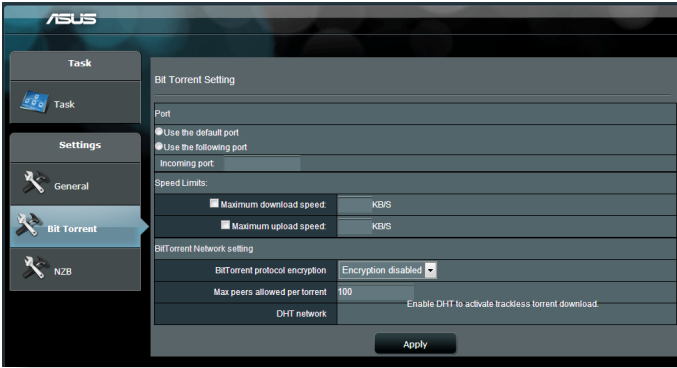 ASUS
Task
Task
Settings
General
Bit Torrent
NZB
Bit Torrent Setting
Port
Use the default port
Use the following port
Incoming port:
Speed Limits:
Maximum download speed: KB/S
Maximum upload speed: KB/S
BitTorrent Network setting
BitTorrent protocol encryption Encryption disabled
Max peers allowed per torrent 100
Enable DHT to activate trackless torrent download.
DHT network
Apply